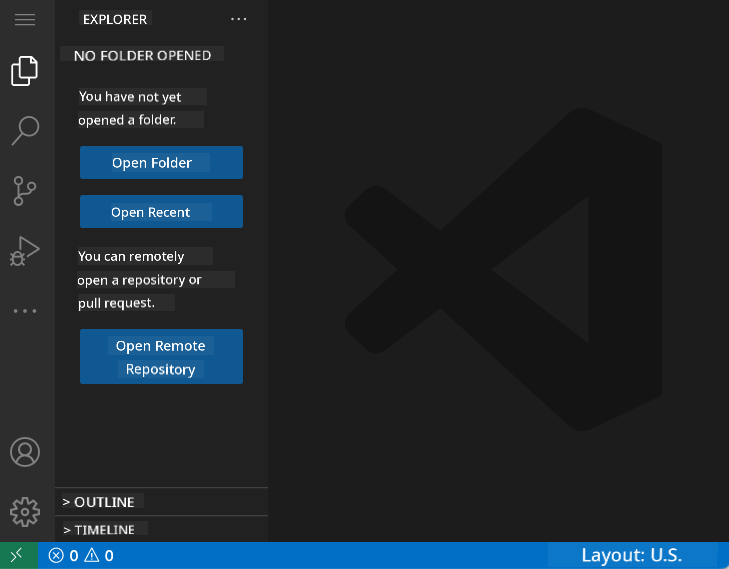 EXPLORER
NO FOLDER OPENED
You have not yet
opened a folder.
Open Folder
Open Recent
You can remotely
open a repository or
pull request.
Open Remote
Repository
> OUTLINE
> TIMELINE
0 0
Layout: U.S.